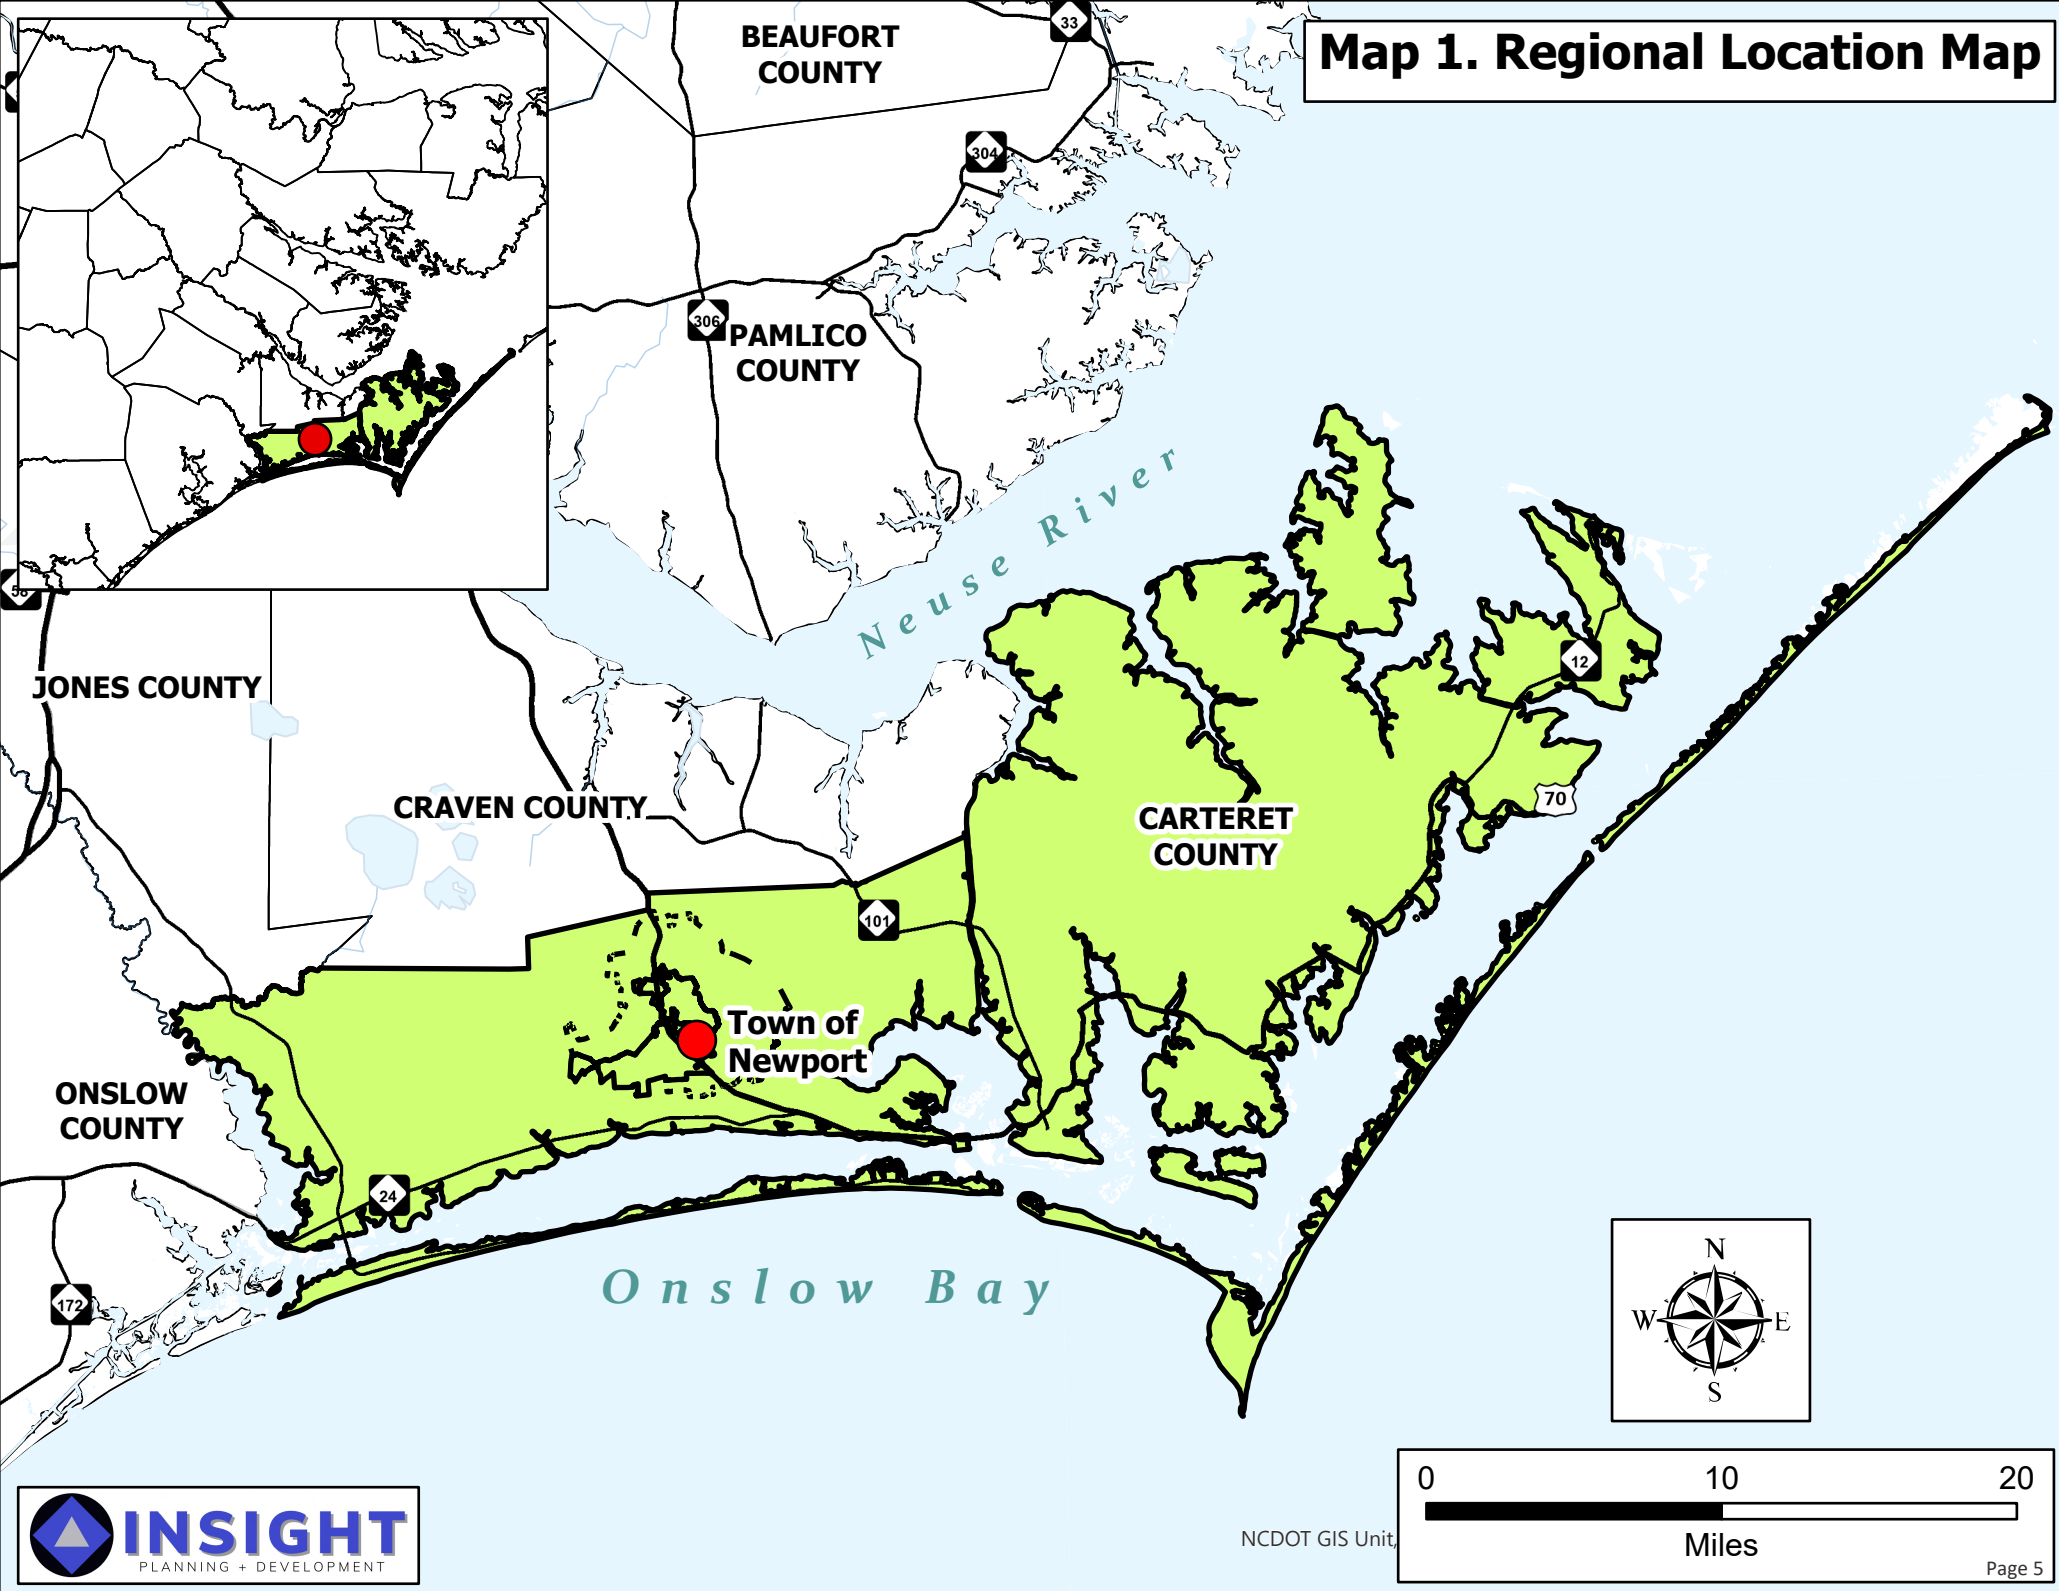 Map 1. Regional Location Map
33
BEAUFORT
COUNTY
304
306
PAMLICO
COUNTY
Neuse River
58
JONES COUNTY
12
70
CRAVEN COUNTY
CARTERET
COUNTY
101
Town of
Newport
ONSLOW
COUNTY
24
172
Onslow Bay
N
W
E
S
0 10 20
Miles
NCDOT GIS Unit,
Page 5
INSIGHT
PLANNING + DEVELOPMENT